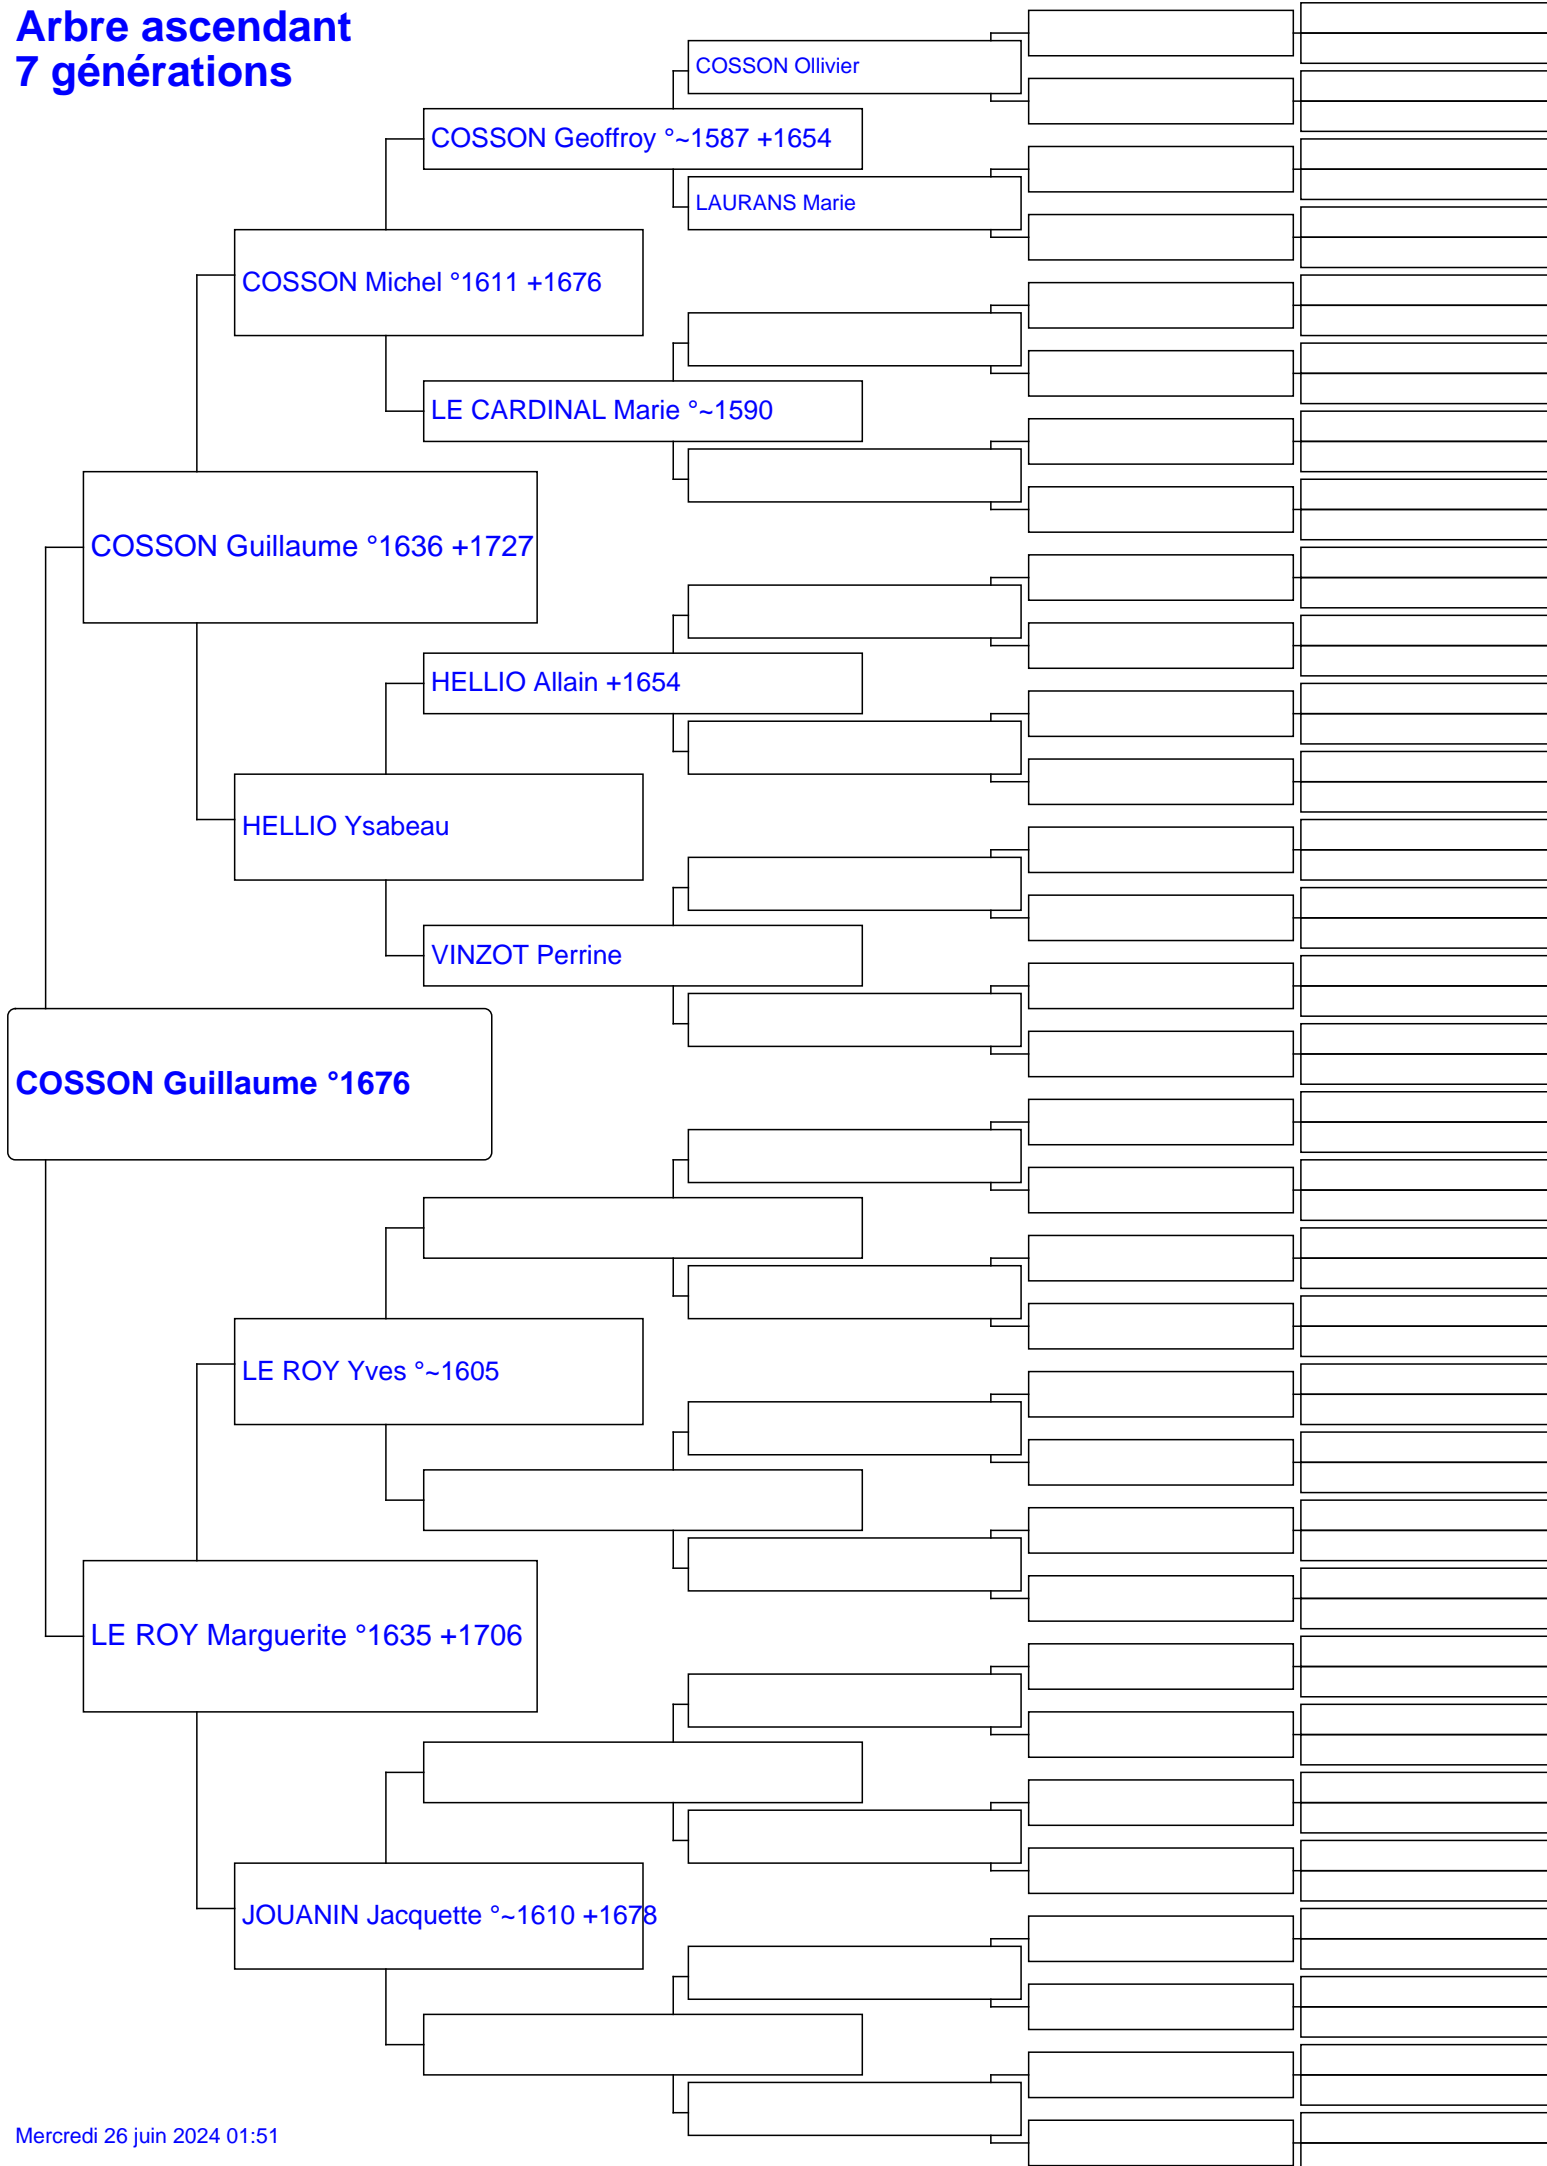 Arbre ascendant
7 générations
COSSON Ollivier
COSSON Geoffroy °~1587 +1654
LAURANS Marie
COSSON Michel °1611 +1676
LE CARDINAL Marie °~1590
COSSON Guillaume °1636 +1727
HELLIO Allain +1654
HELLIO Ysabeau
VINZOT Perrine
COSSON Guillaume °1676
LE ROY Yves °~1605
LE ROY Marguerite °1635 +1706
JOUANIN Jacquette °~1610 +1678
Mercredi 26 juin 2024 01:51